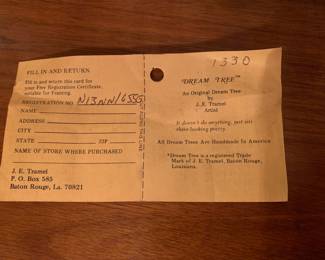 FILL IN AND RETURN
Fill in and return this card for
your Free Registration Certificate,
suitable for Framing.
REGISTRATION NO
NAME
ADDRESS
CITY
STATE ZIP
NAME OF STORE WHERE PURCHASED
J. E. Tramel
P. O. Box 585
Baton Rouge, La. 70821
1330
"DREAM TREE"™
An Original Dream Tree
by
J. E. Tramel
Artist
It doesn't do anything, just sits
there looking pretty.
All Dream Trees Are Handmade In America
*Dream Tree is a registered Trade
Mark of J. E. Tramel, Baton Rouge,
Louisiana.